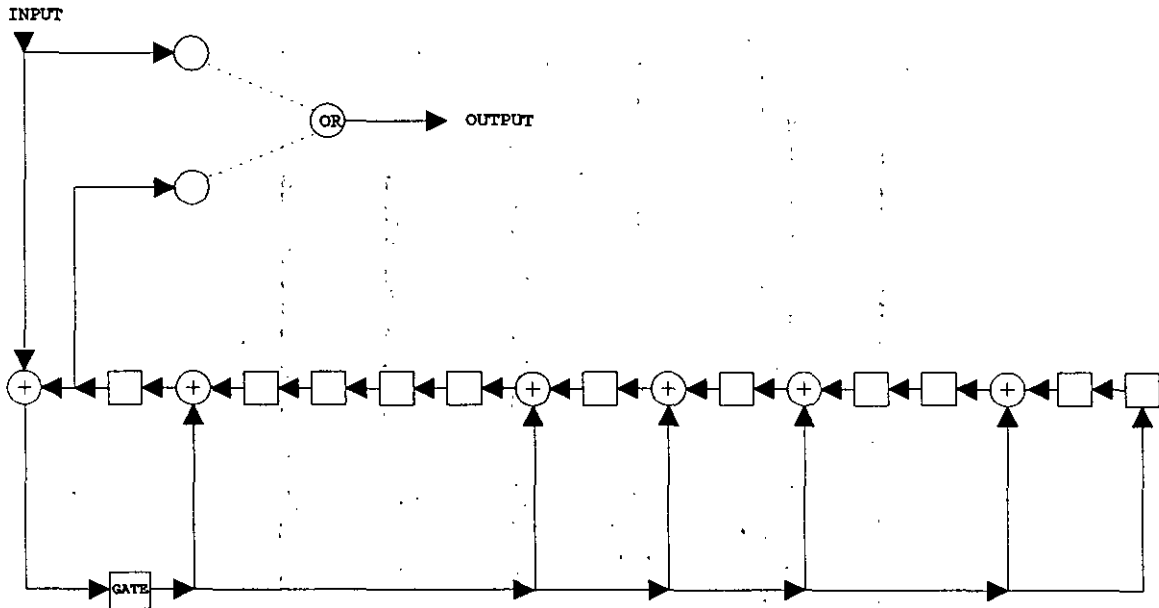 INPUT
OR
OUTPUT
+
+
+
+
+
+
GATE